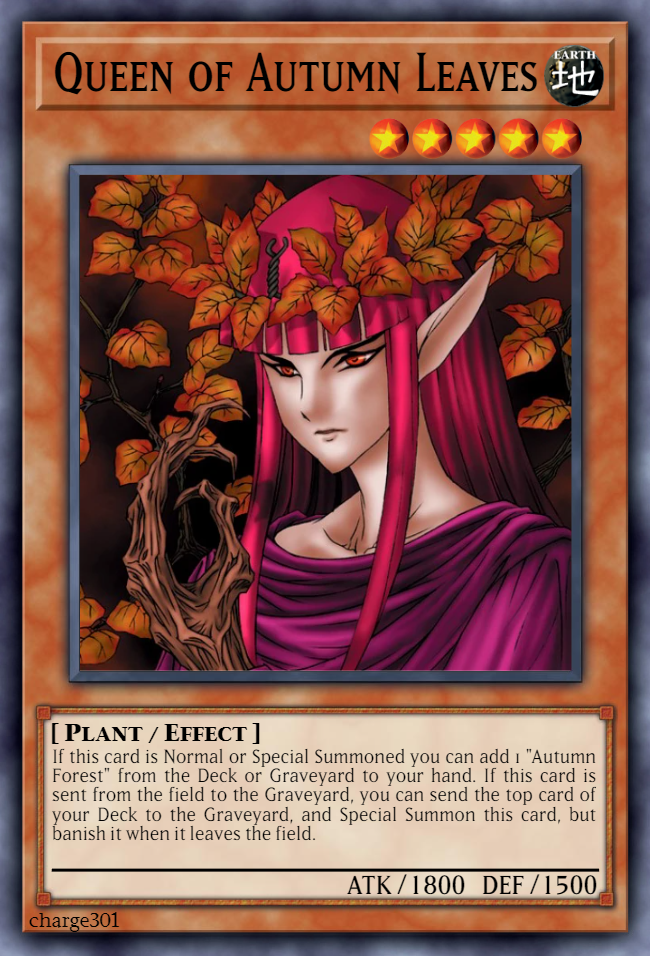 Queen of Autumn Leaves
EARTH
地
[ Plant / Effect ]
If this card is Normal or Special Summoned you can add 1 "Autumn
Forest" from the Deck or Graveyard to your hand. If this card is
sent from the field to the Graveyard, you can send the top card of
your Deck to the Graveyard, and Special Summon this card, but
banish it when it leaves the field.
ATK / 1800 DEF / 1500
charge301